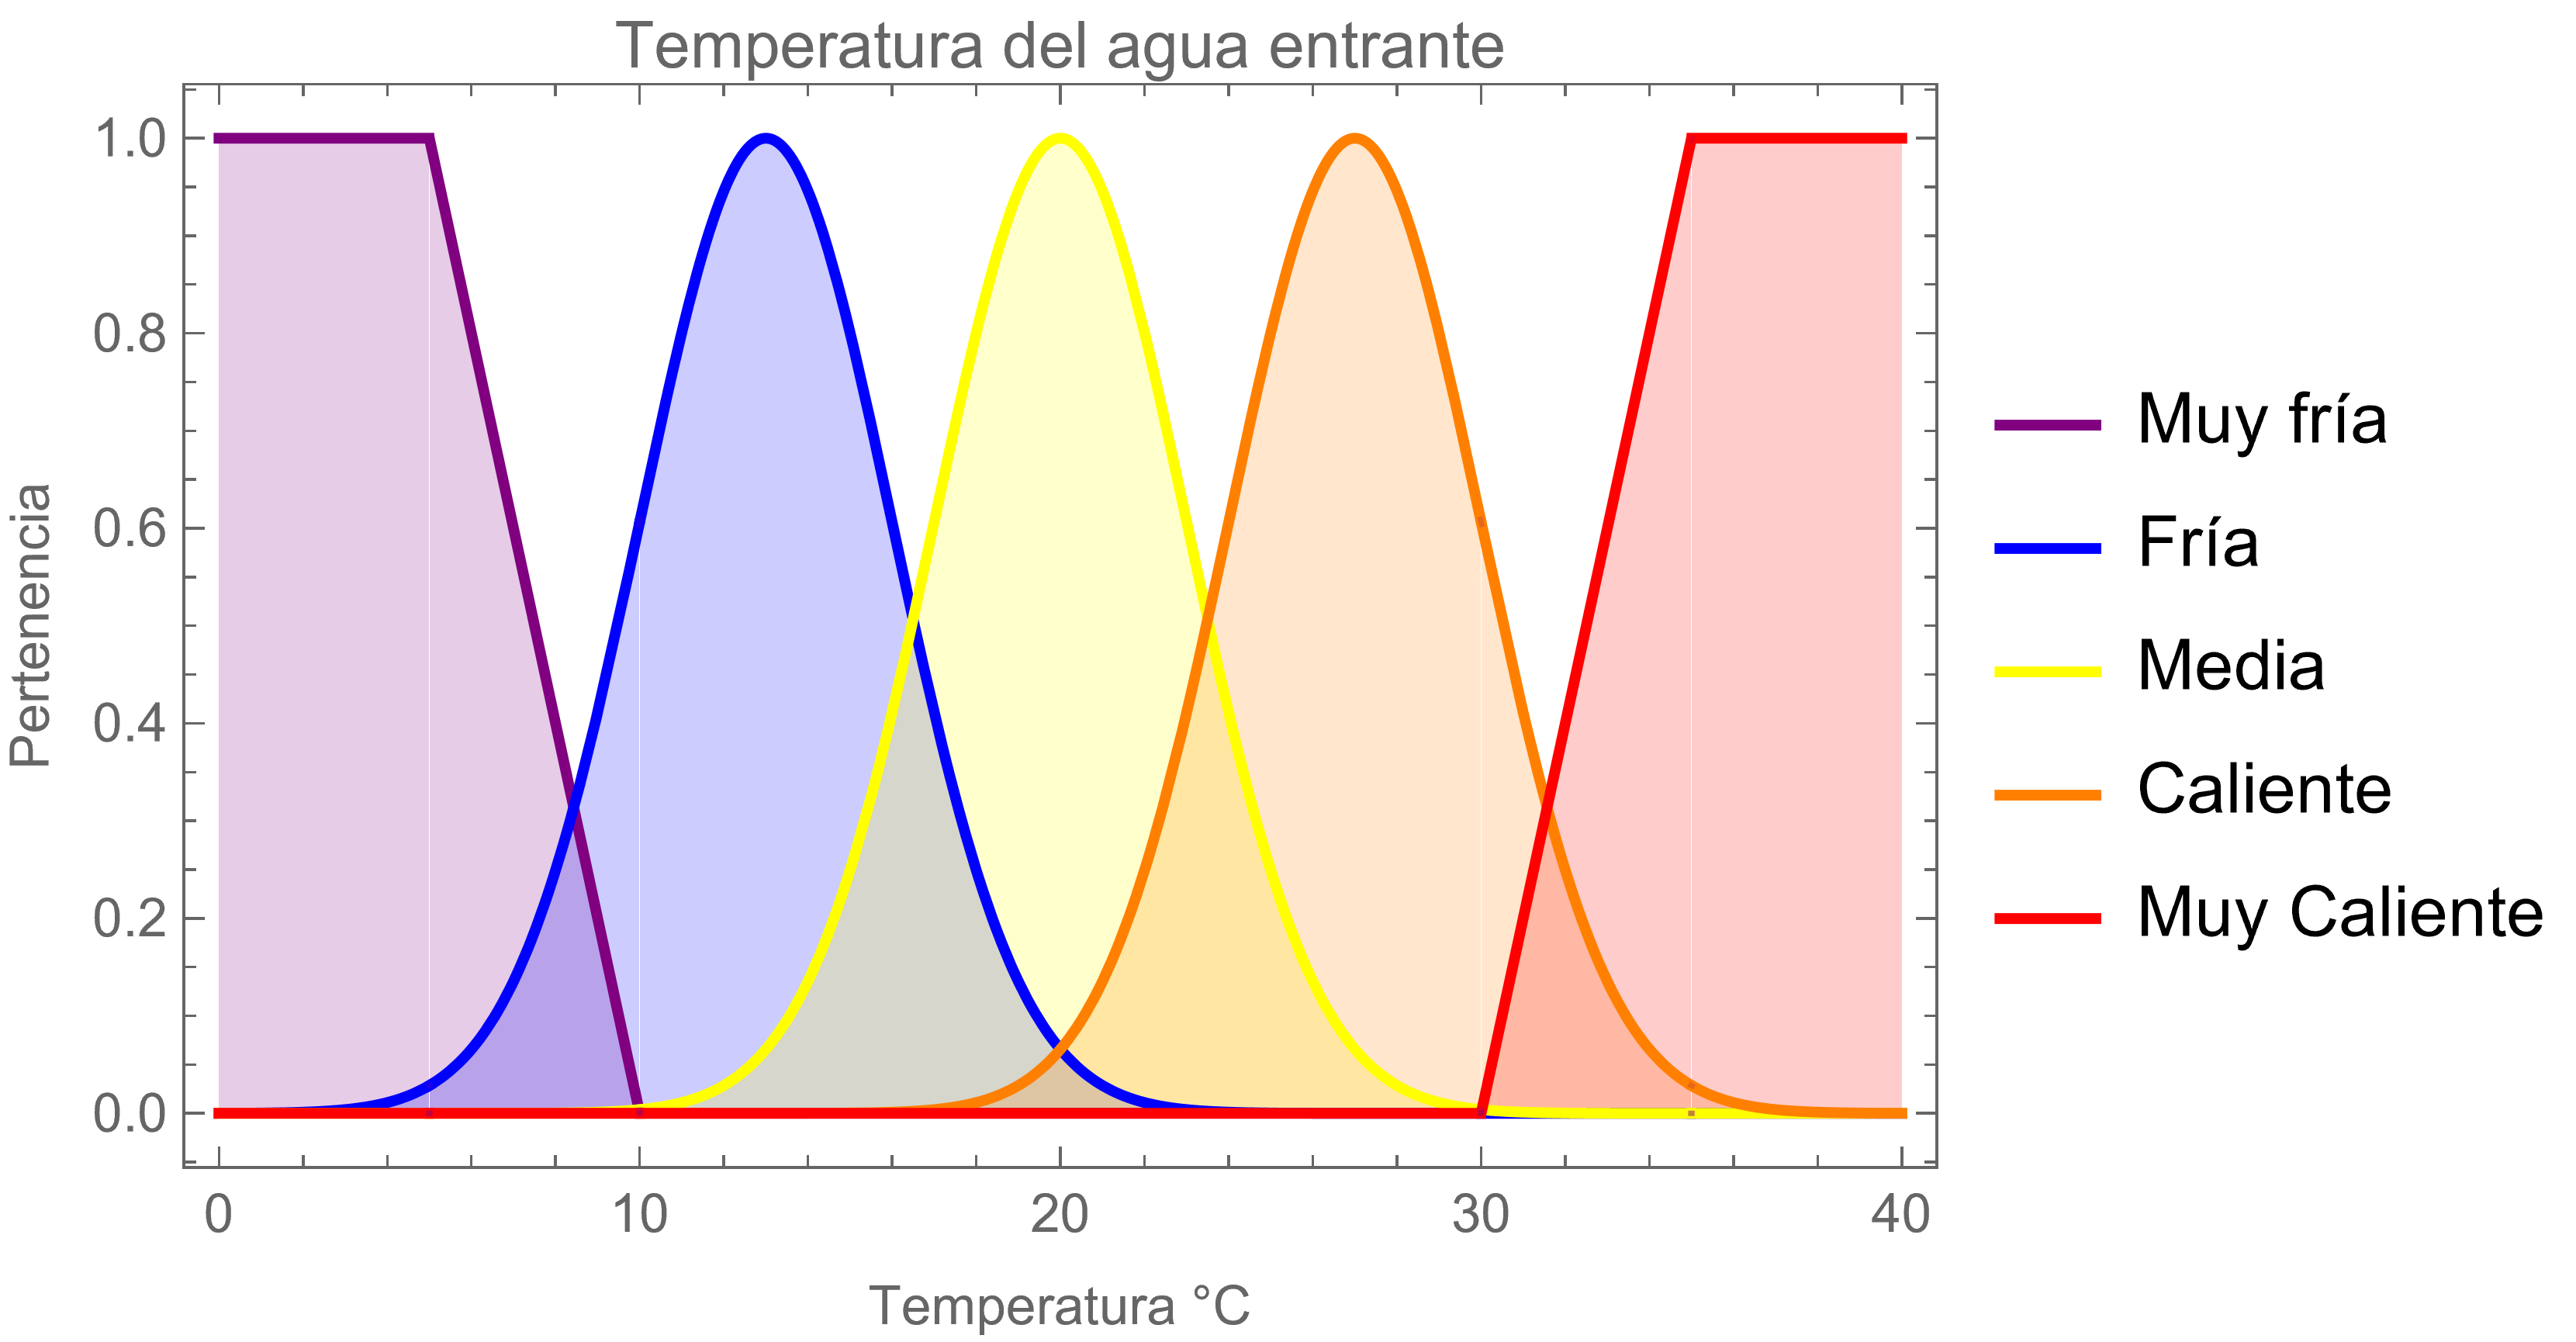 Temperatura del agua entrante
1.0
0.8
0.6
0.4
0.2
0.0
Pertenencia
0 10 20 30 40
Temperatura °C
Muy fría
Fría
Media
Caliente
Muy Caliente